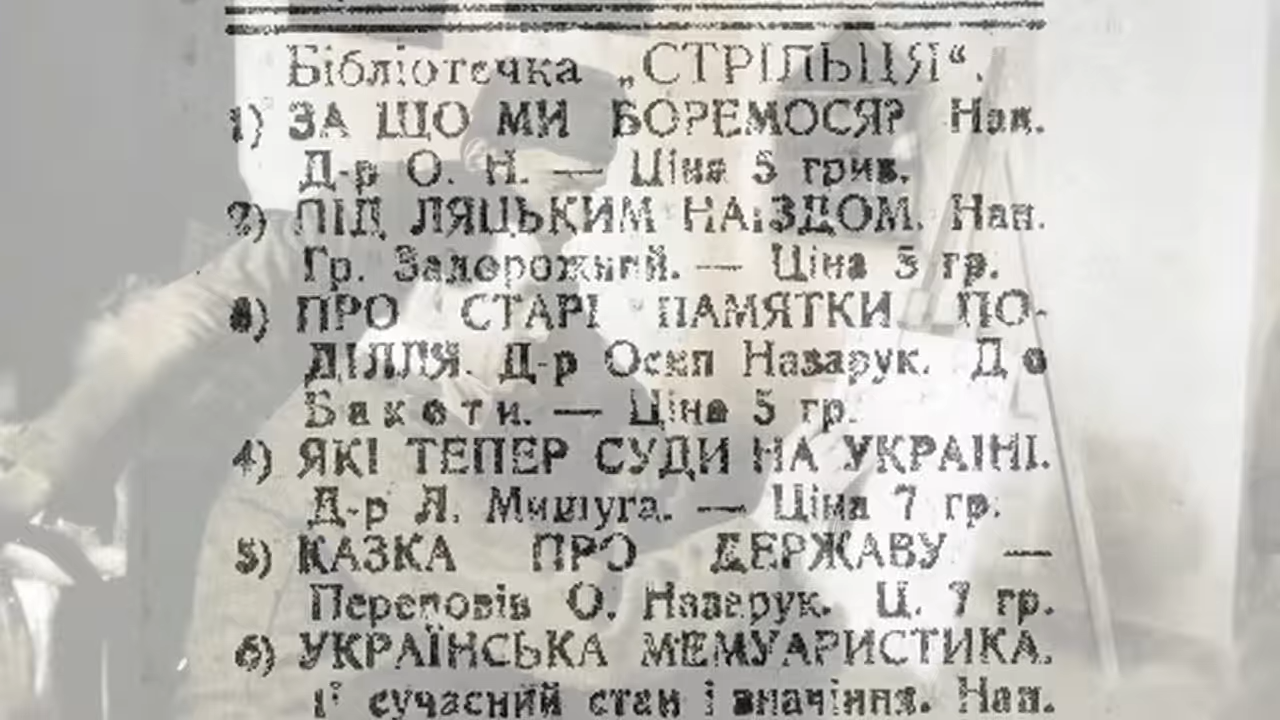 Бібліотечка „СТРІЛЬЦЯ“.
1) ЗА ЩО МИ БОРЕМОСЯ? Нап.
Д-р О. Н. — Ціна 5 грив.
2) ПІД ЛЯЦЬКИМ НАЇЗДОМ. Нап.
Гр. Задорожний. — Ціна 5 гр.
3) ПРО СТАРІ ПАМЯТКИ ПО-
ДІЛЛЯ. Д-р Осип Назарук. До
Бакоти. — Ціна 5 гр.
4) ЯКІ ТЕПЕР СУДИ НА УКРАІНІ.
Д-р Л. Мишуга. — Ціна 7 гр.
5) КАЗКА ПРО ДЕРЖАВУ —
Переповів О. Назарук. Ц. 7 гр.
6) УКРАЇНСЬКА МЕМУАРИСТИКА.
її сучасний стан і значіння. Нап.